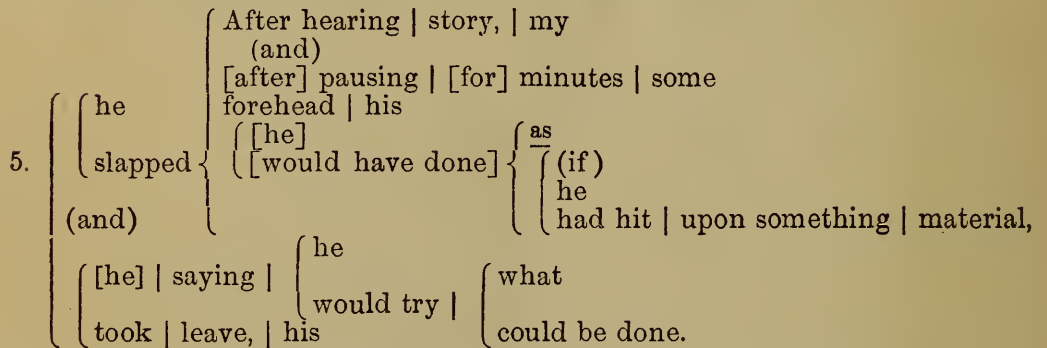 After hearing | story, | my
(and)
[after] pausing | [for] minutes | some
he forehead | his
[he]
5. slapped [would have done] as
(if)
he
(and) had hit | upon something | material,
he
[he] | saying | what
would try |
took | leave, | his could be done.